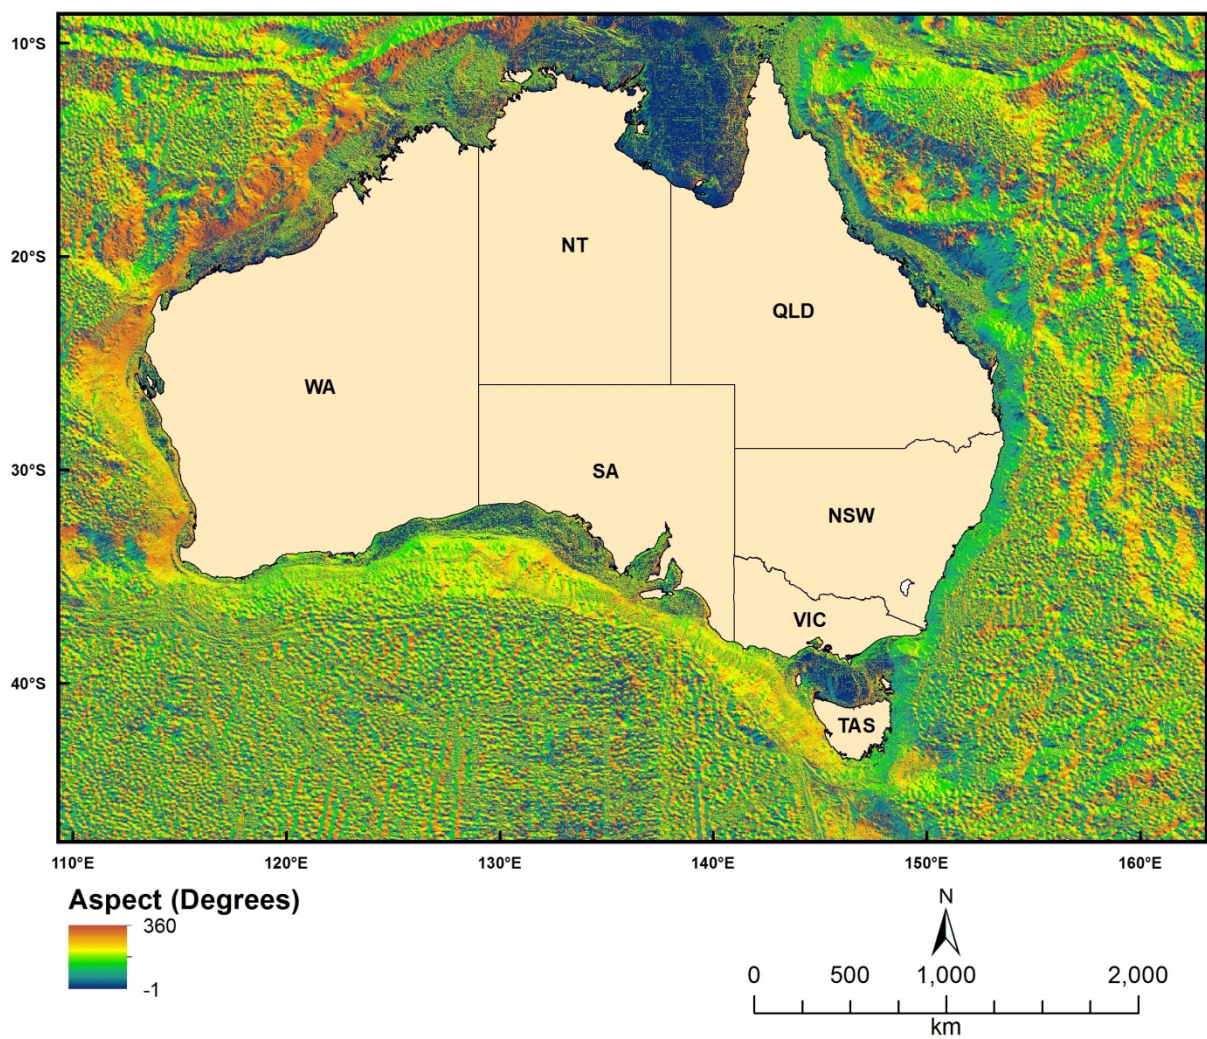 10°S
20°S
30°S
40°S
NT
QLD
WA
SA
NSW
VIC
TAS
110°E 120°E 130°E 140°E 150°E 160°E
Aspect (Degrees)
360
-1
N
0 500 1,000 2,000
km